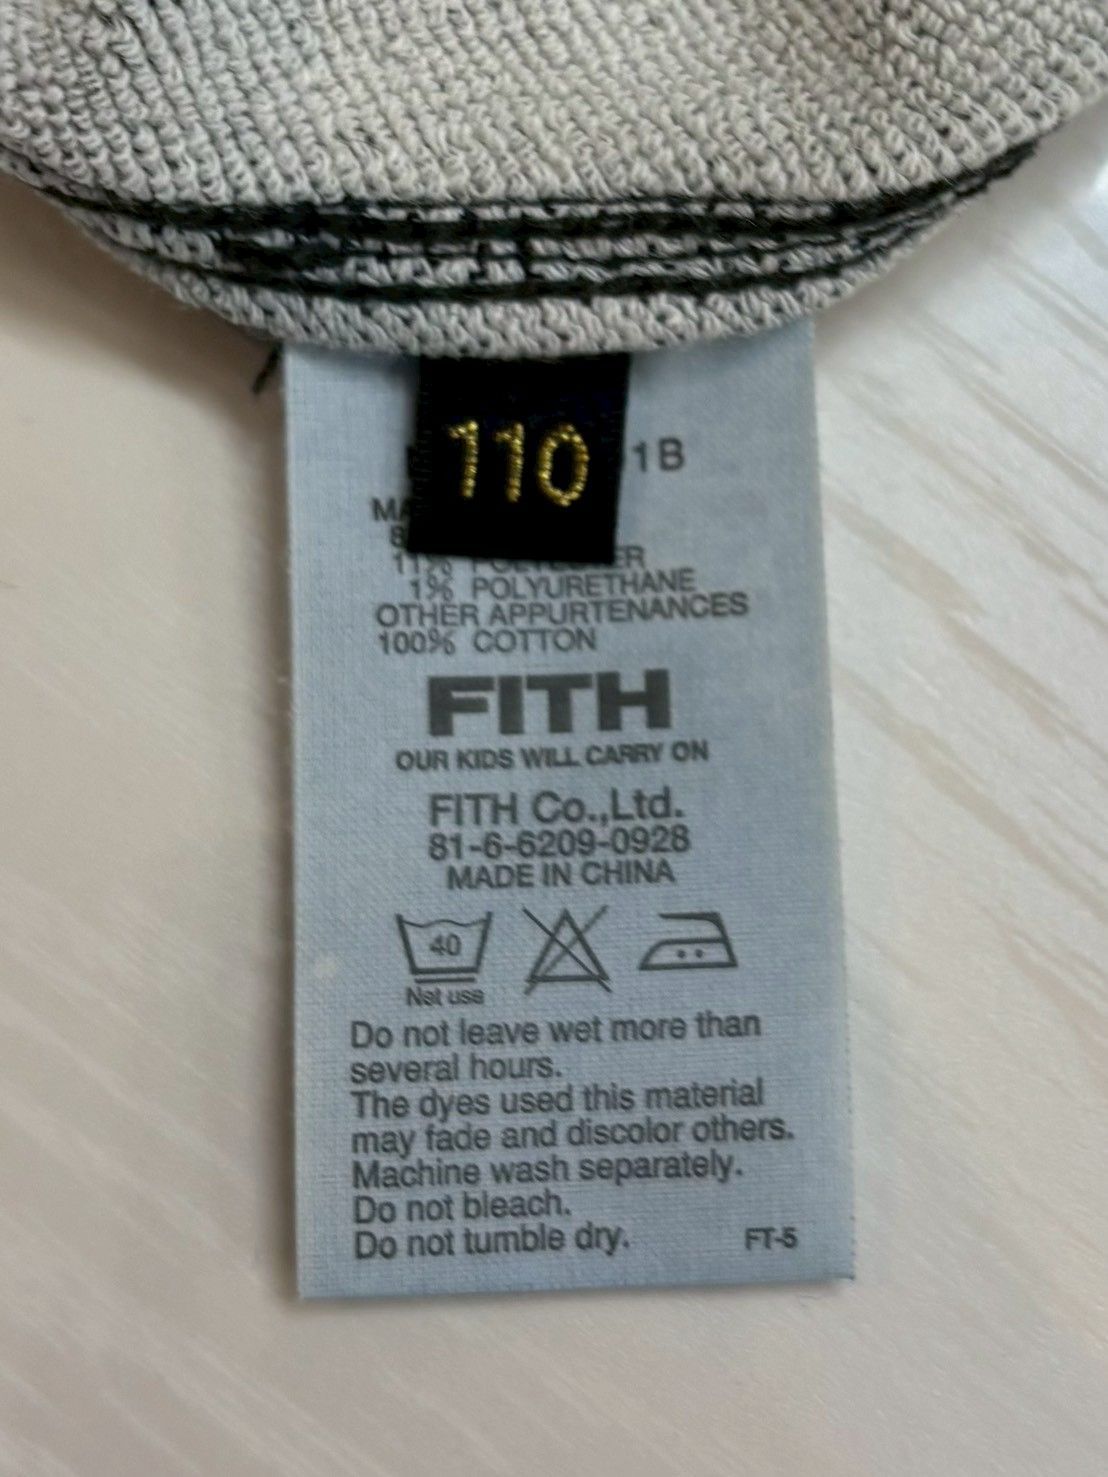 110
1B
11%
1% POLYURETHANE
OTHER APPURTENANCES
100% COTTON
FITH
OUR KIDS WILL CARRY ON
FITH Co.,Ltd.
81-6-6209-0928
MADE IN CHINA
40
Net use
Do not leave wet more than
several hours.
The dyes used this material
may fade and discolor others.
Machine wash separately.
Do not bleach.
Do not tumble dry.
FT-5